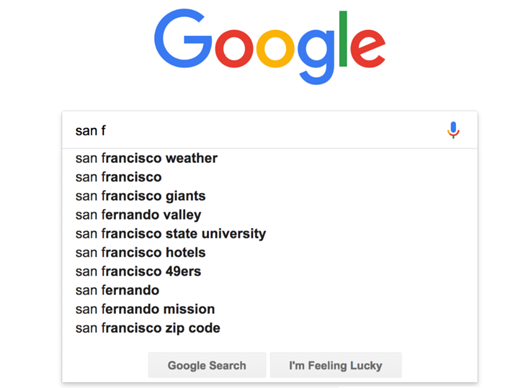 Google
san f
san francisco weather
san francisco
san francisco giants
san fernando valley
san francisco state university
san francisco hotels
san francisco 49ers
san fernando
san fernando mission
san francisco zip code
Google Search I'm Feeling Lucky